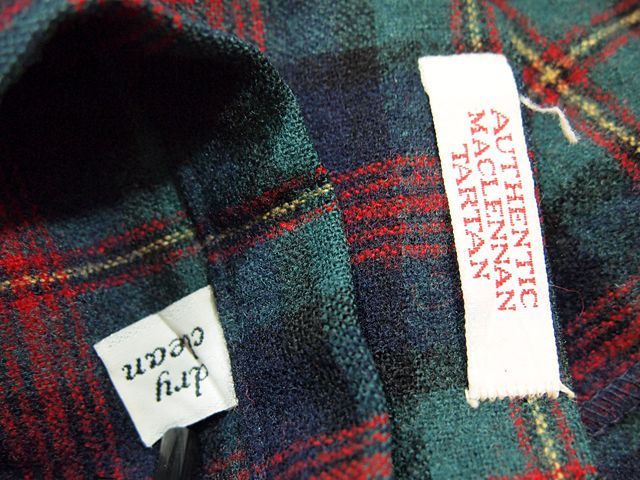 AUTHENTIC
MACLENNAN
TARTAN
dry
clean